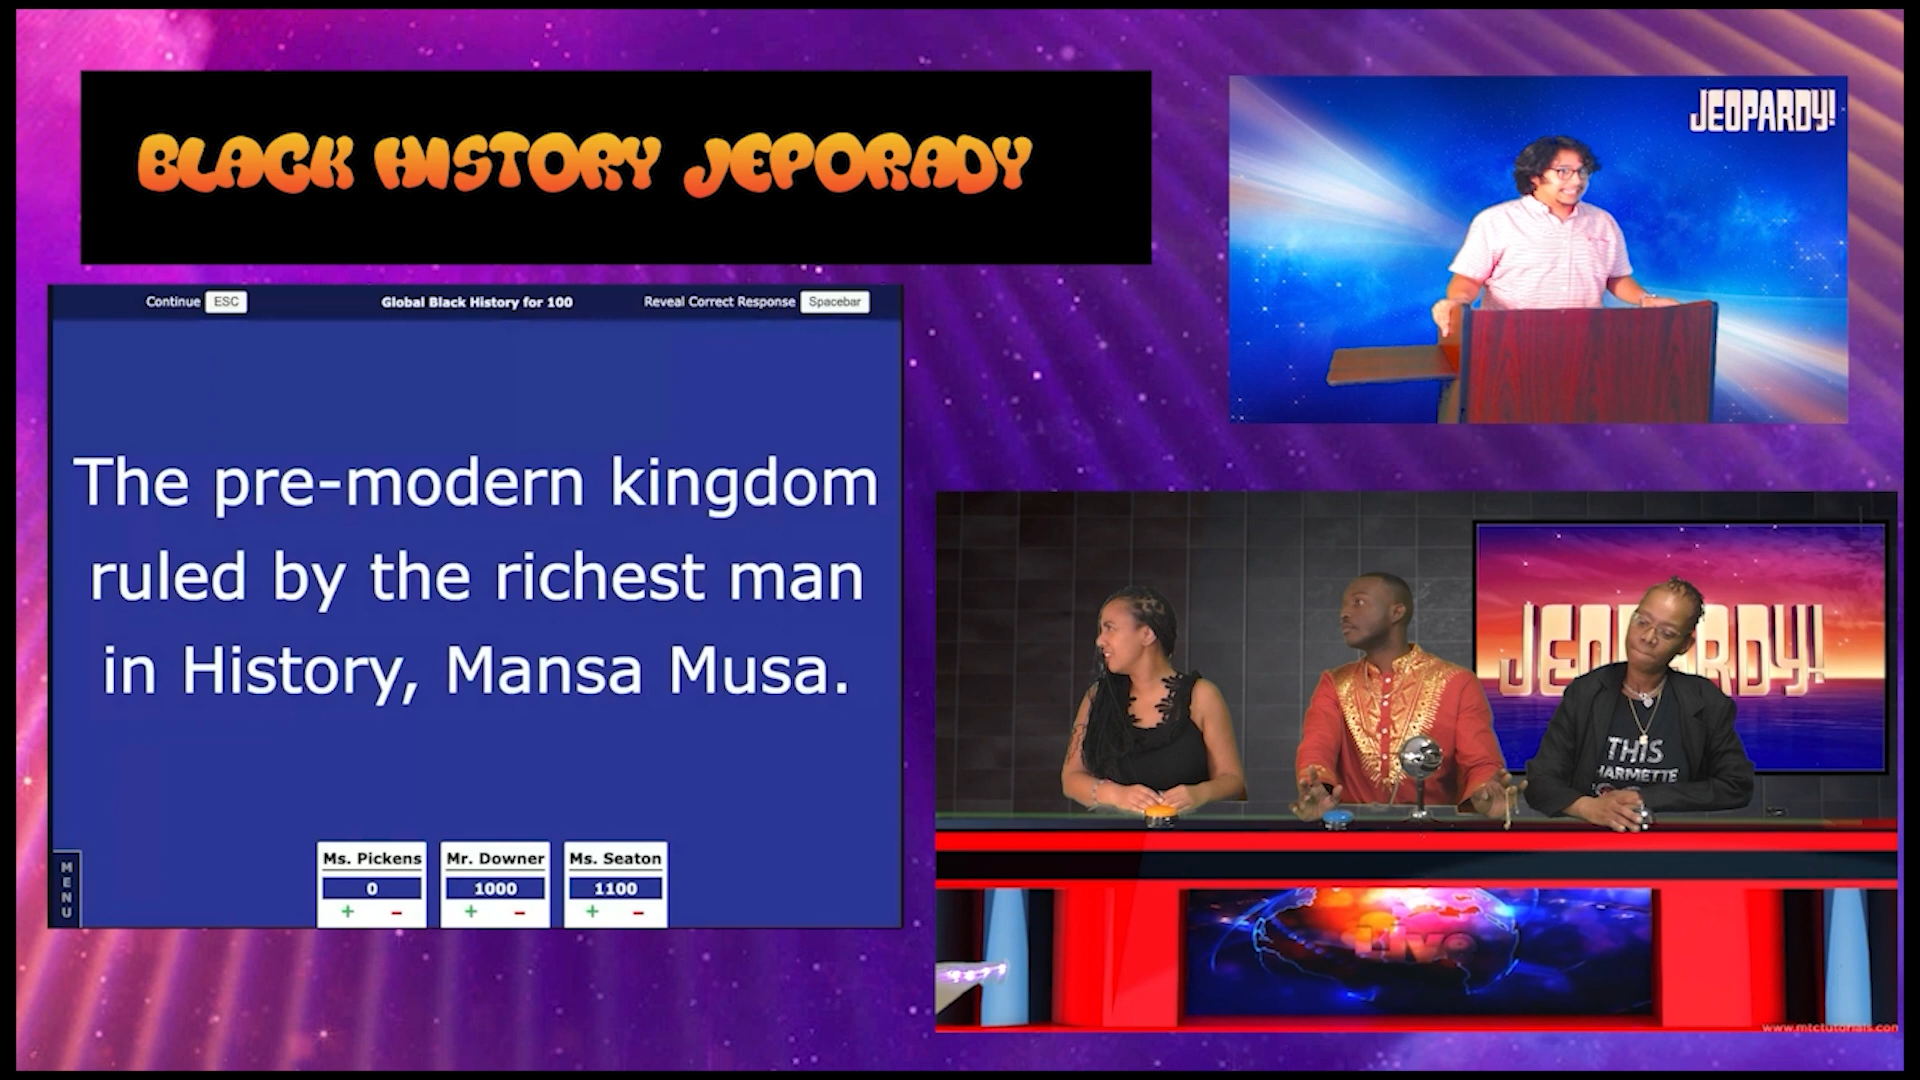 BLACK HISTORY JEPORADY
JEOPARDY!
Continue ESC Global Black History for 100 Reveal Correct Response Spacebar
The pre-modern kingdom
ruled by the richest man
in History, Mansa Musa.
MENU
Ms. Pickens Mr. Downer Ms. Seaton
0 1000 1100
+ - + - + -
THIS
Live
www.mtctutorials.com